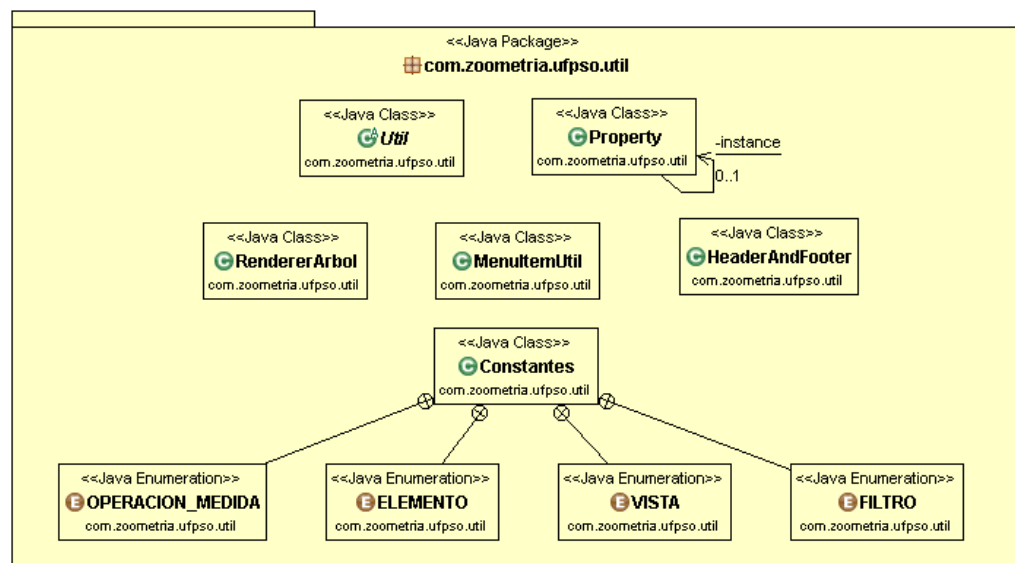 <<Java Package>>
com.zoometria.ufpso.util
<<Java Class>>
Util
com.zoometria.ufpso.util
<<Java Class>>
Property
com.zoometria.ufpso.util
-instance
0..1
<<Java Class>>
RendererArbol
com.zoometria.ufpso.util
<<Java Class>>
MenuItemUtil
com.zoometria.ufpso.util
<<Java Class>>
HeaderAndFooter
com.zoometria.ufpso.util
<<Java Class>>
Constantes
com.zoometria.ufpso.util
<<Java Enumeration>>
OPERACION_MEDIDA
com.zoometria.ufpso.util
<<Java Enumeration>>
ELEMENTO
com.zoometria.ufpso.util
<<Java Enumeration>>
VISTA
com.zoometria.ufpso.util
<<Java Enumeration>>
FILTRO
com.zoometria.ufpso.util